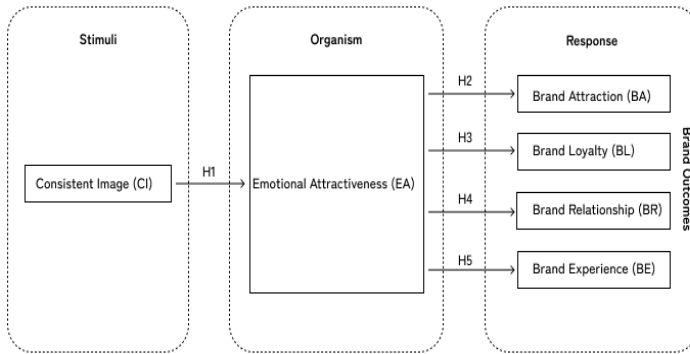 Stimuli
Organism
Response
Consistent Image (CI)
H1
Emotional Attractiveness (EA)
H2
Brand Attraction (BA)
H3
Brand Loyalty (BL)
H4
Brand Relationship (BR)
H5
Brand Experience (BE)
Brand Outcomes